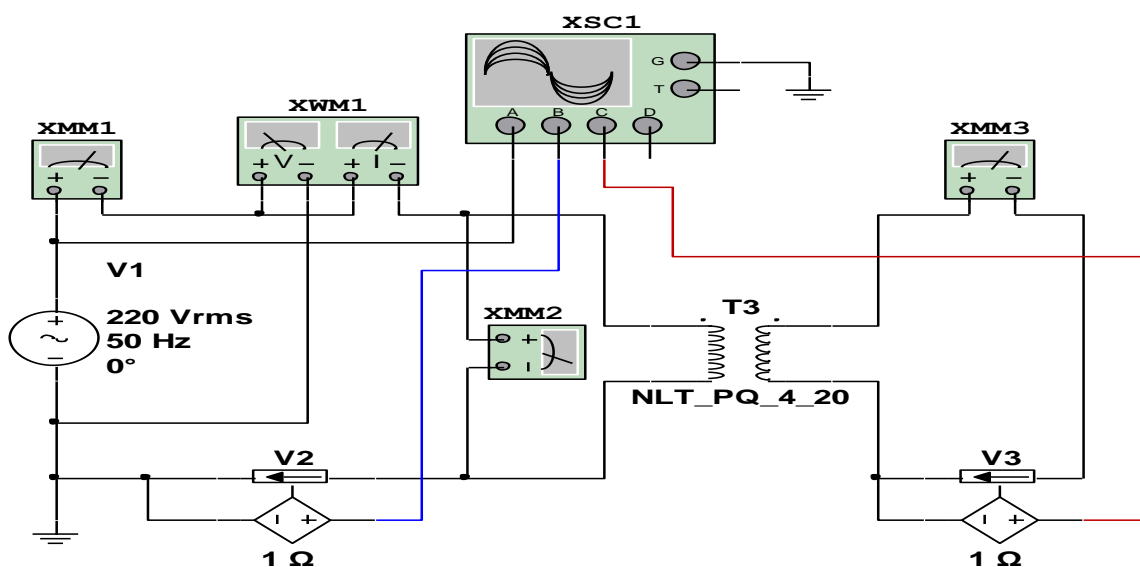 XSC1
G
T
A B C D
XWM1
+ V − + I −
XMM1
+ −
XMM3
+ −
V1
+
220 Vrms
50 Hz
0°
−
XMM2
+
I
T3
NLT_PQ_4_20
V2
− +
1 Ω
V3
− +
1 Ω